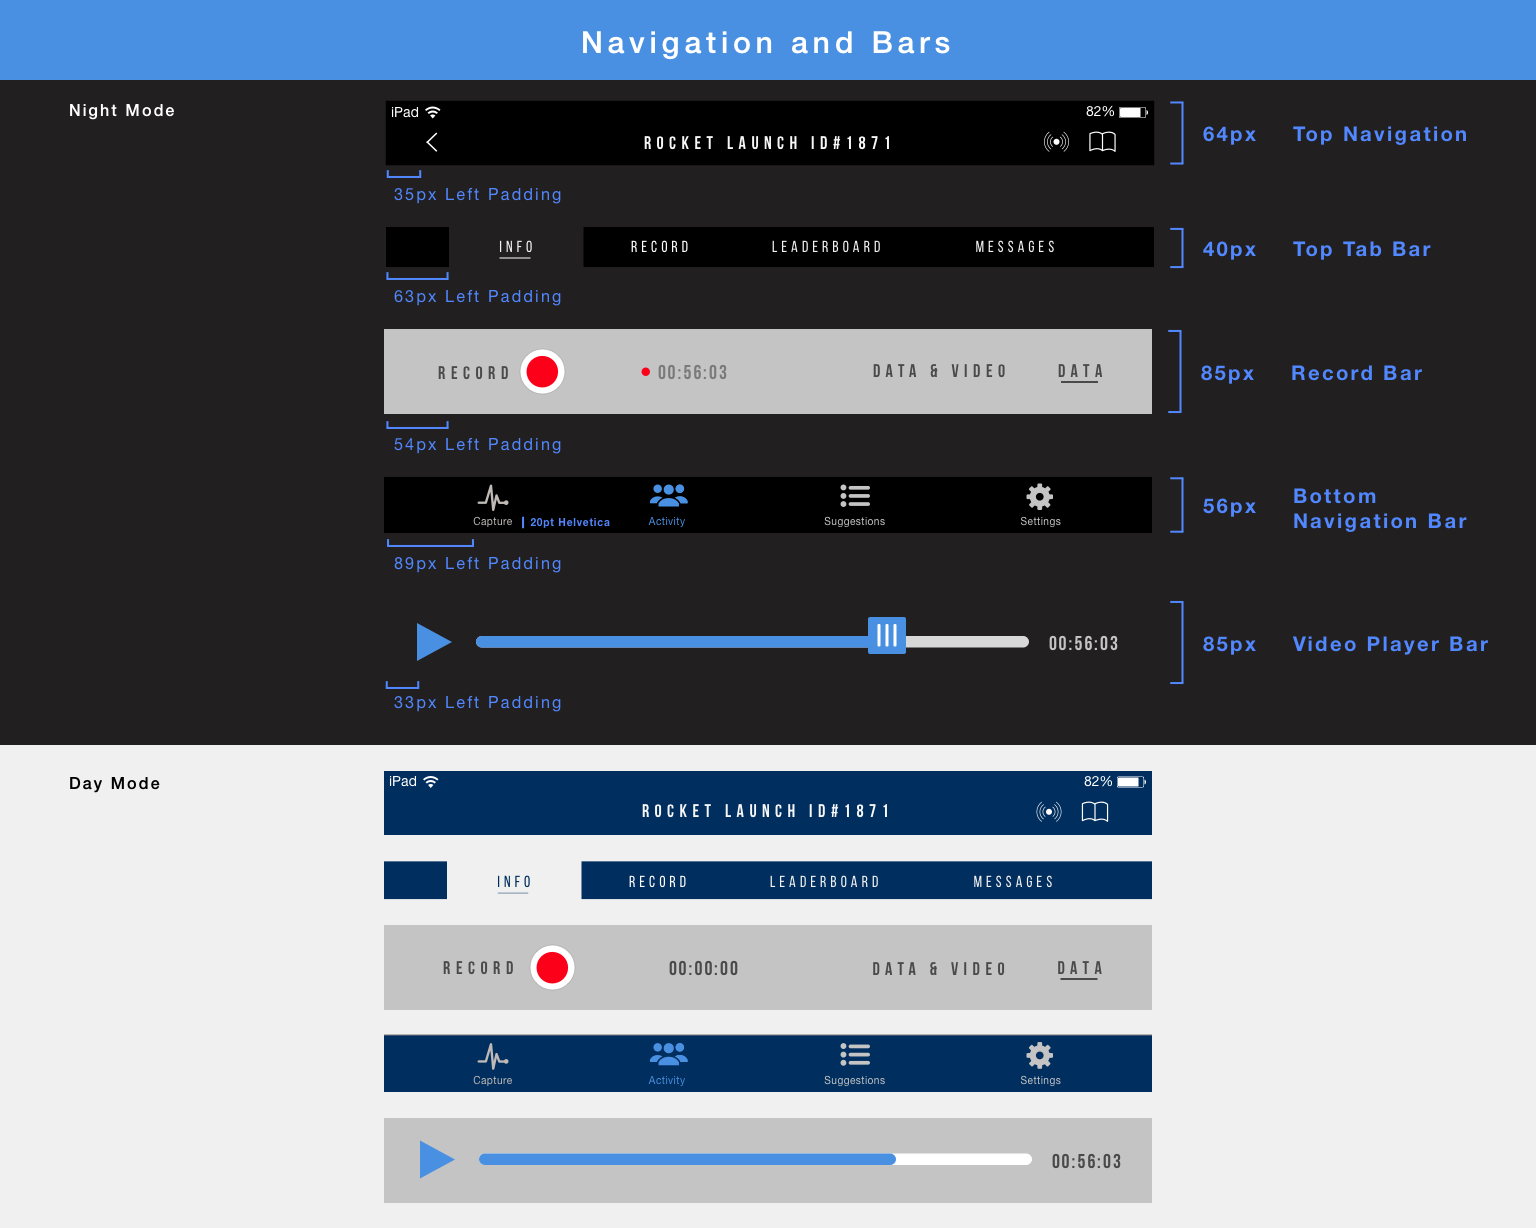 Navigation and Bars
Night Mode
iPad 82%
ROCKET LAUNCH ID#1871
64px Top Navigation
35px Left Padding
INFO RECORD LEADERBOARD MESSAGES
40px Top Tab Bar
63px Left Padding
RECORD 00:56:03 DATA & VIDEO DATA
85px Record Bar
54px Left Padding
Capture 20pt Helvetica Activity Suggestions Settings
56px Bottom
Navigation Bar
89px Left Padding
00:56:03
85px Video Player Bar
33px Left Padding
Day Mode
iPad 82%
ROCKET LAUNCH ID#1871
INFO RECORD LEADERBOARD MESSAGES
RECORD 00:00:00 DATA & VIDEO DATA
Capture Activity Suggestions Settings
00:56:03